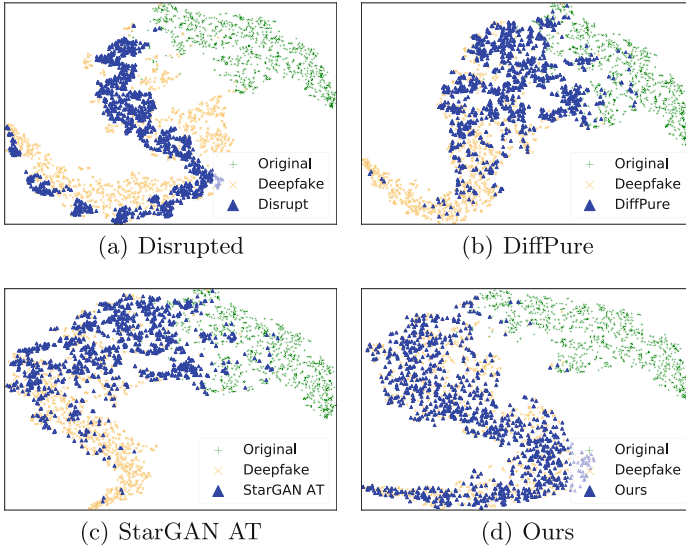 Original
Deepfake
Disrupt
(a) Disrupted
Original
Deepfake
DiffPure
(b) DiffPure
Original
Deepfake
StarGAN AT
(c) StarGAN AT
Original
Deepfake
Ours
(d) Ours